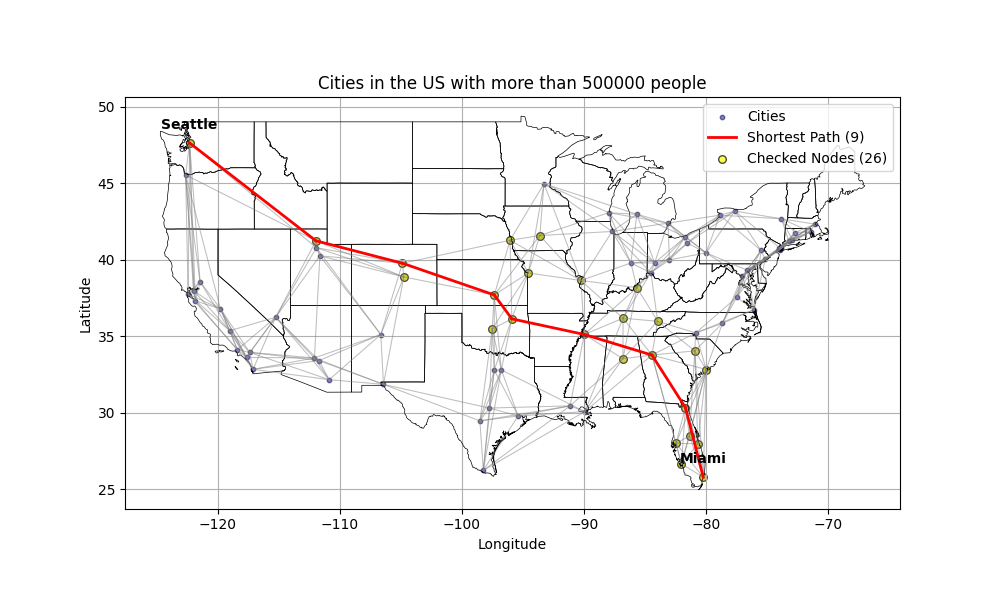 Cities in the US with more than 500000 people
50
45
40
35
30
25
Latitude
Seattle
Miami
Cities
Shortest Path (9)
Checked Nodes (26)
−120
−110
−100
−90
−80
−70
Longitude